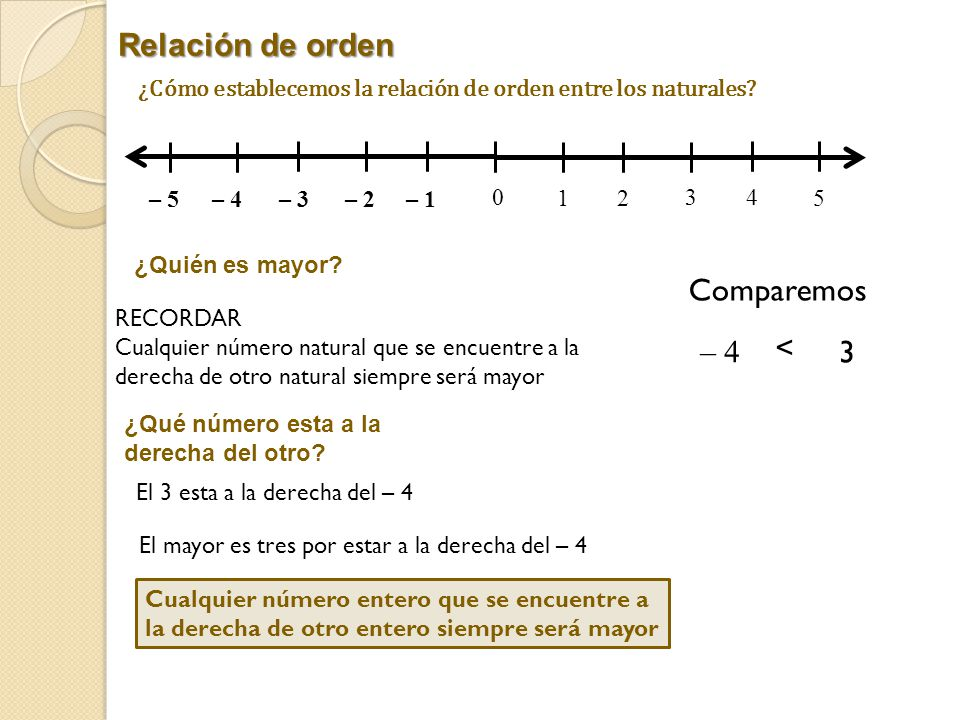 Relación de orden
¿Cómo establecemos la relación de orden entre los naturales?
– 5 – 4 – 3 – 2 – 1 0 1 2 3 4 5
¿Quién es mayor?
Comparemos
– 4 < 3
RECORDAR
Cualquier número natural que se encuentre a la
derecha de otro natural siempre será mayor
¿Qué número esta a la
derecha del otro?
El 3 esta a la derecha del – 4
El mayor es tres por estar a la derecha del – 4
Cualquier número entero que se encuentre a
la derecha de otro entero siempre será mayor